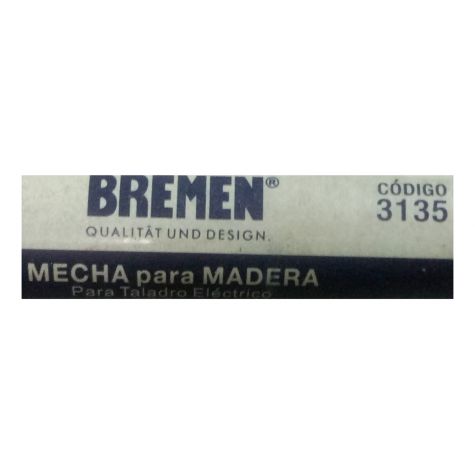 BREMEN®
CÓDIGO
3135
QUALITÄT UND DESIGN.
MECHA para MADERA
Para Taladro Eléctrico